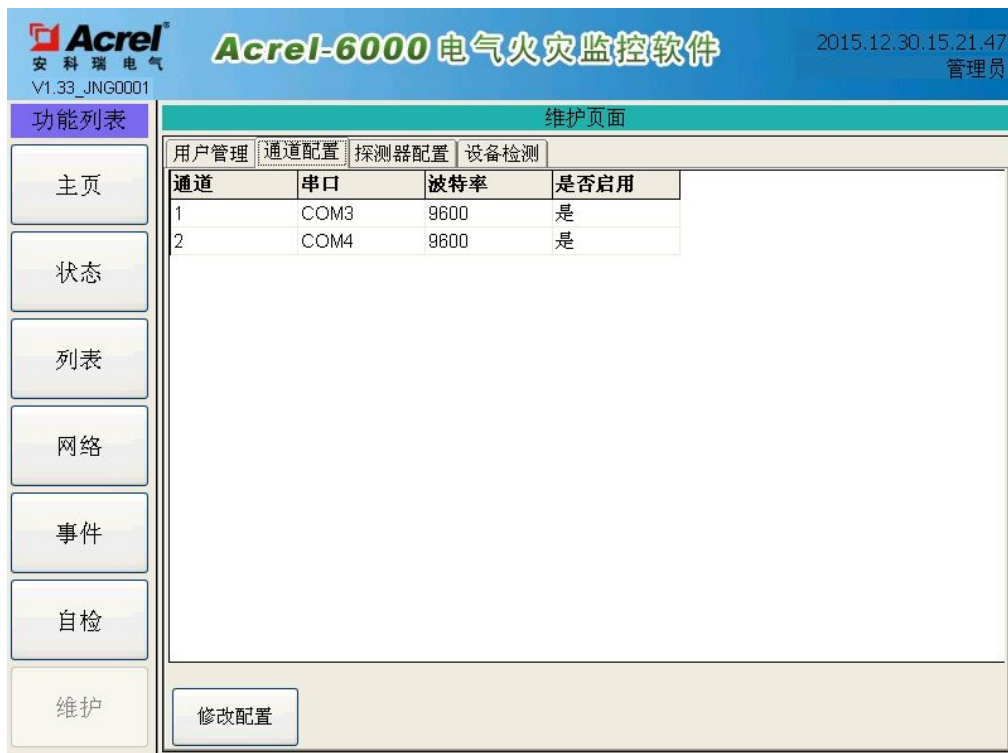 Acrel®
安科瑞电气
V1.33_JNG0001
Acrel-6000 电气火灾监控软件
2015.12.30.15.21.47
管理员
功能列表
主页
状态
列表
网络
事件
自检
维护
维护页面
用户管理 通道配置 探测器配置 设备检测
通道 串口 波特率 是否启用
1 COM3 9600 是
2 COM4 9600 是
修改配置